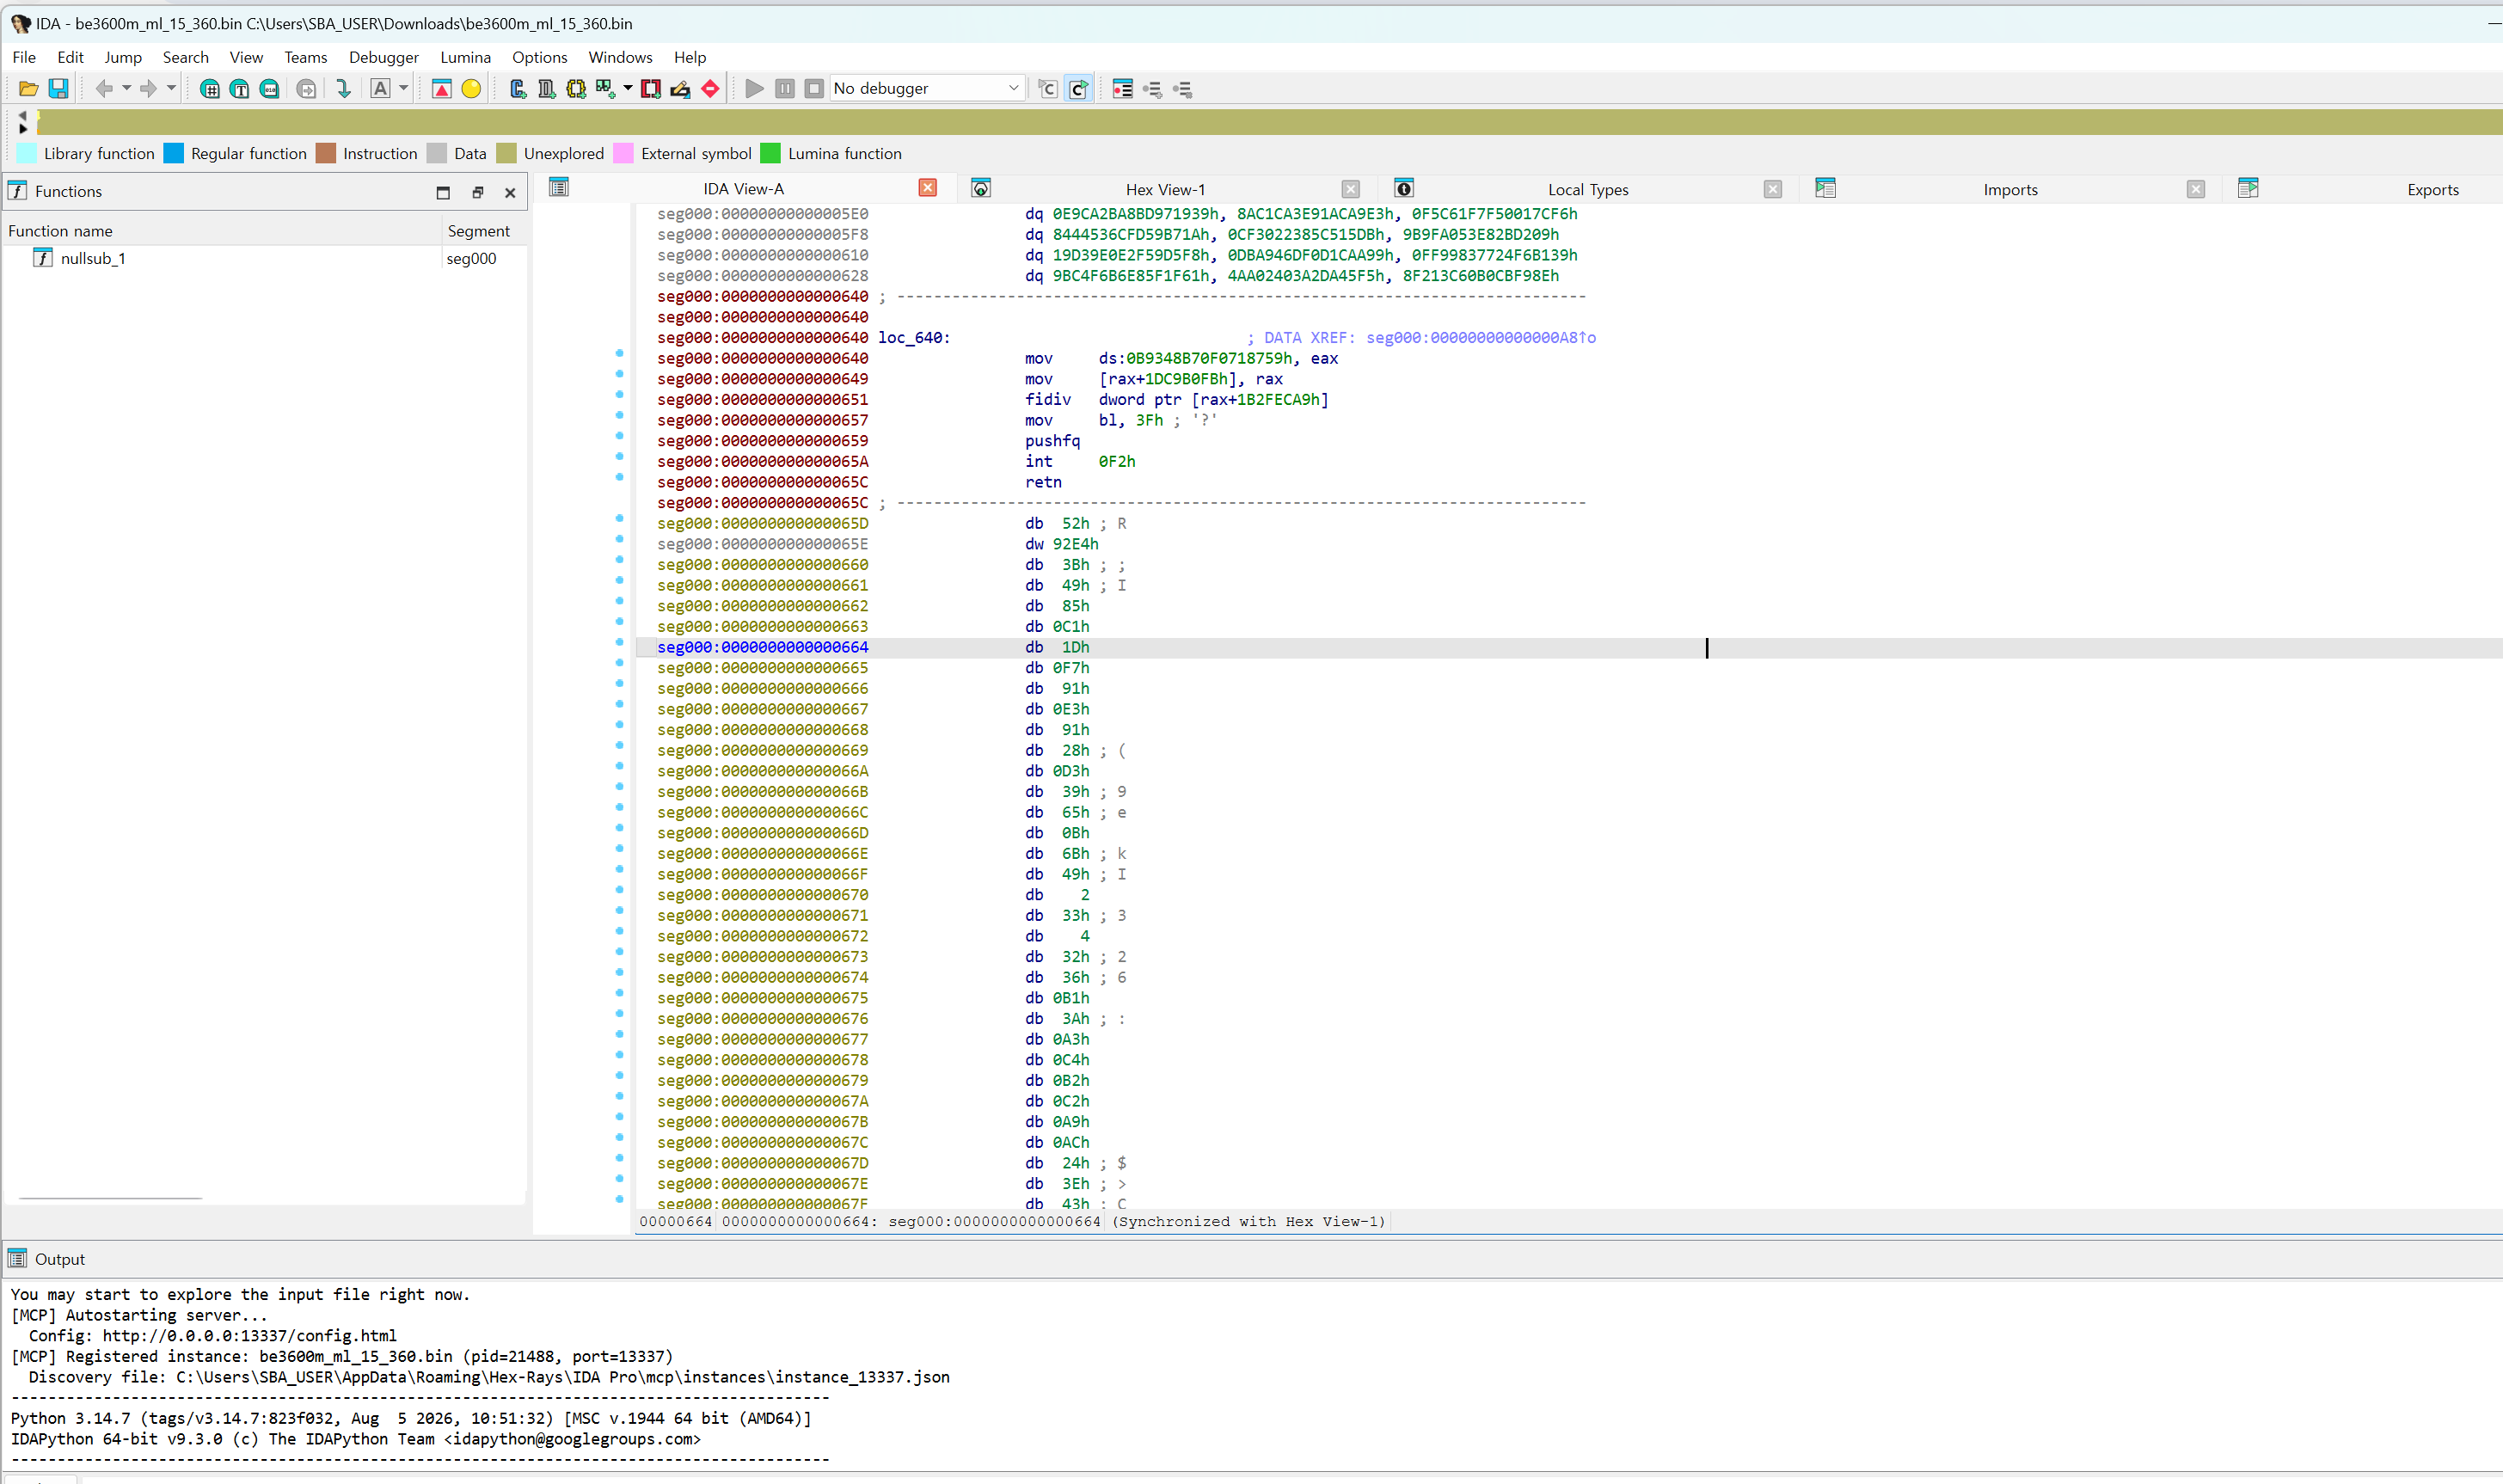 IDA - be3600m_ml_15_360.bin C:\Users\SBA_USER\Downloads\be3600m_ml_15_360.bin
File Edit Jump Search View Teams Debugger Lumina Options Windows Help
No debugger
Library function Regular function Instruction Data Unexplored External symbol Lumina function
Functions
Function name Segment
nullsub_1 seg000
IDA View-A Hex View-1 Local Types Imports Exports
seg000:00000000000005E0 dq 0E9CA2BA8BD971939h, 8AC1CA3E91ACA9E3h, 0F5C61F7F50017CF6h
seg000:00000000000005F8 dq 8444536CFD59B71Ah, 0CF3022385C515DBh, 9B9FA053E82BD209h
seg000:0000000000000610 dq 19D39E0E2F59D5F8h, 0DBA946DF0D1CAA99h, 0FF99837724F6B139h
seg000:0000000000000628 dq 9BC4F6B6E85F1F61h, 4AA02403A2DA45F5h, 8F213C60B0CBF98Eh
seg000:0000000000000640 ; ---------------------------------------------------------------------------
seg000:0000000000000640
seg000:0000000000000640 loc_640: ; DATA XREF: seg000:00000000000000A8↑o
seg000:0000000000000640 mov ds:0B9348B70F0718759h, eax
seg000:0000000000000649 mov [rax+1DC9B0FBh], rax
seg000:0000000000000651 fidiv dword ptr [rax+1B2FECA9h]
seg000:0000000000000657 mov bl, 3Fh ; '?'
seg000:0000000000000659 pushfq
seg000:000000000000065A int 0F2h
seg000:000000000000065C retn
seg000:000000000000065C ; ---------------------------------------------------------------------------
seg000:000000000000065D db 52h ; R
seg000:000000000000065E dw 92E4h
seg000:0000000000000660 db 3Bh ; ;
seg000:0000000000000661 db 49h ; I
seg000:0000000000000662 db 85h
seg000:0000000000000663 db 0C1h
seg000:0000000000000664 db 1Dh
seg000:0000000000000665 db 0F7h
seg000:0000000000000666 db 91h
seg000:0000000000000667 db 0E3h
seg000:0000000000000668 db 91h
seg000:0000000000000669 db 28h ; (
seg000:000000000000066A db 0D3h
seg000:000000000000066B db 39h ; 9
seg000:000000000000066C db 65h ; e
seg000:000000000000066D db 0Bh
seg000:000000000000066E db 6Bh ; k
seg000:000000000000066F db 49h ; I
seg000:0000000000000670 db 2
seg000:0000000000000671 db 33h ; 3
seg000:0000000000000672 db 4
seg000:0000000000000673 db 32h ; 2
seg000:0000000000000674 db 36h ; 6
seg000:0000000000000675 db 0B1h
seg000:0000000000000676 db 3Ah ; :
seg000:0000000000000677 db 0A3h
seg000:0000000000000678 db 0C4h
seg000:0000000000000679 db 0B2h
seg000:000000000000067A db 0C2h
seg000:000000000000067B db 0A9h
seg000:000000000000067C db 0ACh
seg000:000000000000067D db 24h ; $
seg000:000000000000067E db 3Eh ; >
seg000:000000000000067F db 43h ; C
00000664 0000000000000664: seg000:0000000000000664 (Synchronized with Hex View-1)
Output
You may start to explore the input file right now.
[MCP] Autostarting server...
Config: http://0.0.0.0:13337/config.html
[MCP] Registered instance: be3600m_ml_15_360.bin (pid=21488, port=13337)
Discovery file: C:\Users\SBA_USER\AppData\Roaming\Hex-Rays\IDA Pro\mcp\instances\instance_13337.json
-----------------------------------------------------------------------------------------
Python 3.14.7 (tags/v3.14.7:823f032, Aug  5 2026, 10:51:32) [MSC v.1944 64 bit (AMD64)]
IDAPython 64-bit v9.3.0 (c) The IDAPython Team <idapython@googlegroups.com>
-----------------------------------------------------------------------------------------